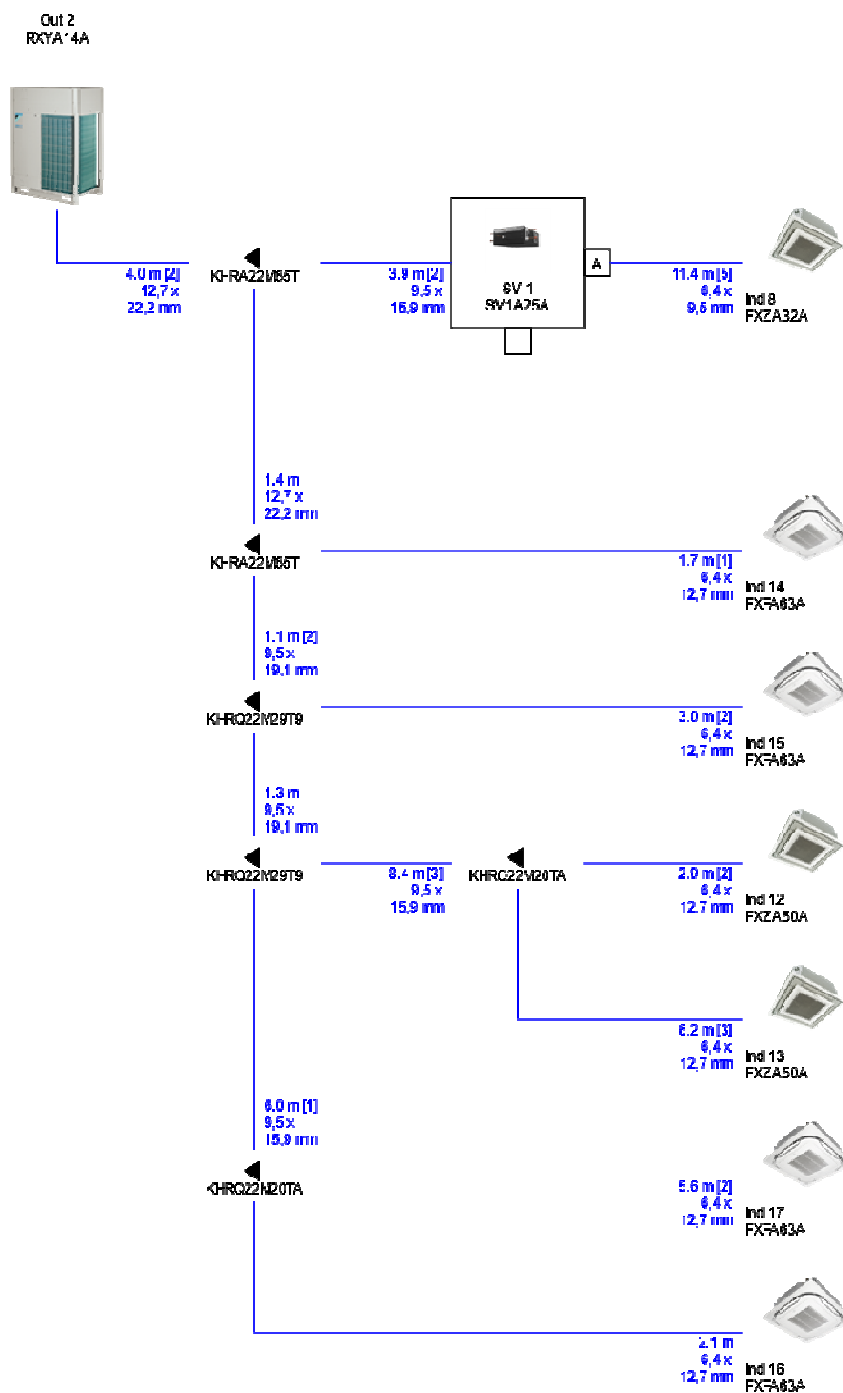 Out 2
RXYA14A
4.0 m [2]
12,7 x
22,2 mm
KHRA22M65T
3.9 m [2]
9,5 x
15,9 mm
SV 1
SV1A25A
A
11.4 m [5]
6,4 x
9,5 mm
Ind 8
FXZA32A
1.4 m
12,7 x
22,2 mm
KHRA22M65T
1.7 m [1]
6,4 x
12,7 mm
Ind 14
FXFA63A
1.1 m [2]
9,5 x
19,1 mm
KHRQ22M29T9
3.0 m [2]
6,4 x
12,7 mm
Ind 15
FXFA63A
1.3 m
9,5 x
19,1 mm
KHRQ22M29T9
9,5 x
15,9 mm
KHRQ22M20TA
2.0 m [2]
6,4 x
12,7 mm
Ind 12
FXZA50A
6.2 m [3]
6,4 x
12,7 mm
Ind 13
FXZA50A
6.0 m [1]
9,5 x
15,9 mm
KHRQ22M20TA
5.6 m [2]
6,4 x
12,7 mm
Ind 17
FXFA63A
2.1 m
6,4 x
12,7 mm
Ind 16
FXFA63A